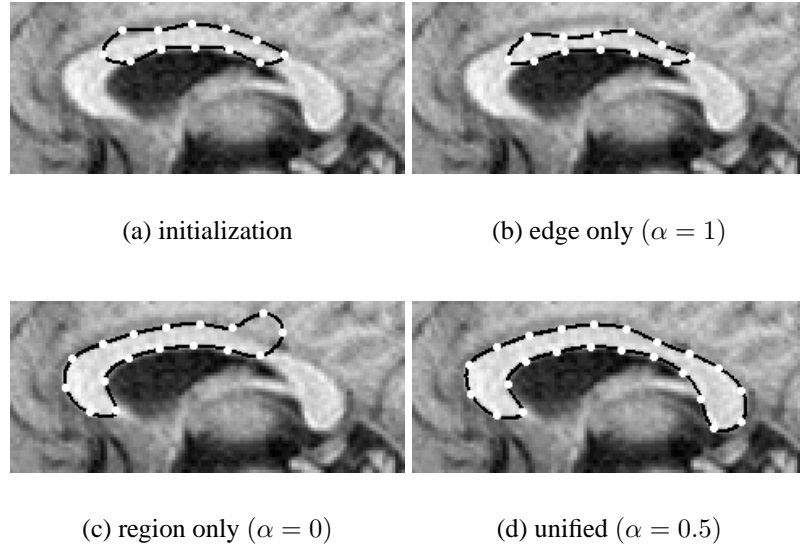 (a) initialization
(b) edge only (α = 1)
(c) region only (α = 0)
(d) unified (α = 0.5)